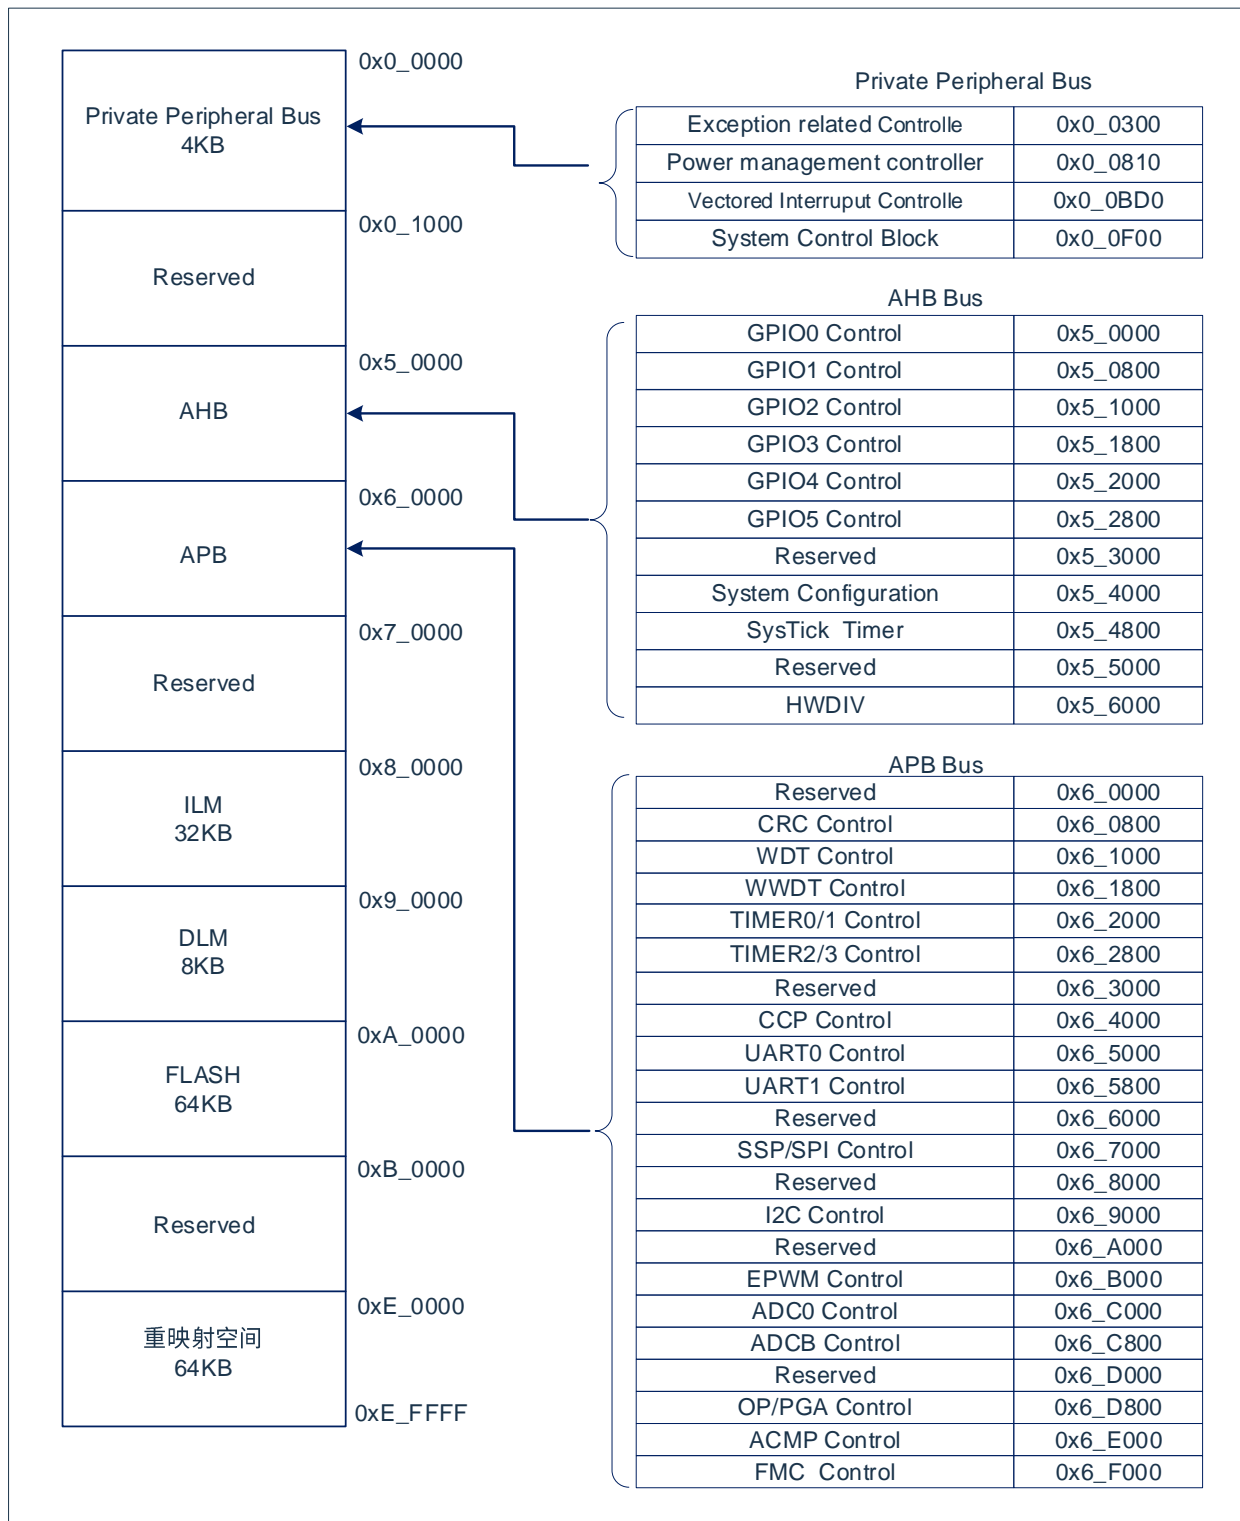 0x0_0000
Private Peripheral Bus
4KB
0x0_1000
Reserved
0x5_0000
AHB
0x6_0000
APB
0x7_0000
Reserved
0x8_0000
ILM
32KB
0x9_0000
DLM
8KB
0xA_0000
FLASH
64KB
0xB_0000
Reserved
0xE_0000
重映射空间
64KB
0xE_FFFF
Private Peripheral Bus
Exception related Controlle 0x0_0300
Power management controller 0x0_0810
Vectored Interruput Controlle 0x0_0BD0
System Control Block 0x0_0F00
AHB Bus
GPIO0 Control 0x5_0000
GPIO1 Control 0x5_0800
GPIO2 Control 0x5_1000
GPIO3 Control 0x5_1800
GPIO4 Control 0x5_2000
GPIO5 Control 0x5_2800
Reserved 0x5_3000
System Configuration 0x5_4000
SysTick Timer 0x5_4800
Reserved 0x5_5000
HWDIV 0x5_6000
APB Bus
Reserved 0x6_0000
CRC Control 0x6_0800
WDT Control 0x6_1000
WWDT Control 0x6_1800
TIMER0/1 Control 0x6_2000
TIMER2/3 Control 0x6_2800
Reserved 0x6_3000
CCP Control 0x6_4000
UART0 Control 0x6_5000
UART1 Control 0x6_5800
Reserved 0x6_6000
SSP/SPI Control 0x6_7000
Reserved 0x6_8000
I2C Control 0x6_9000
Reserved 0x6_A000
EPWM Control 0x6_B000
ADC0 Control 0x6_C000
ADCB Control 0x6_C800
Reserved 0x6_D000
OP/PGA Control 0x6_D800
ACMP Control 0x6_E000
FMC Control 0x6_F000